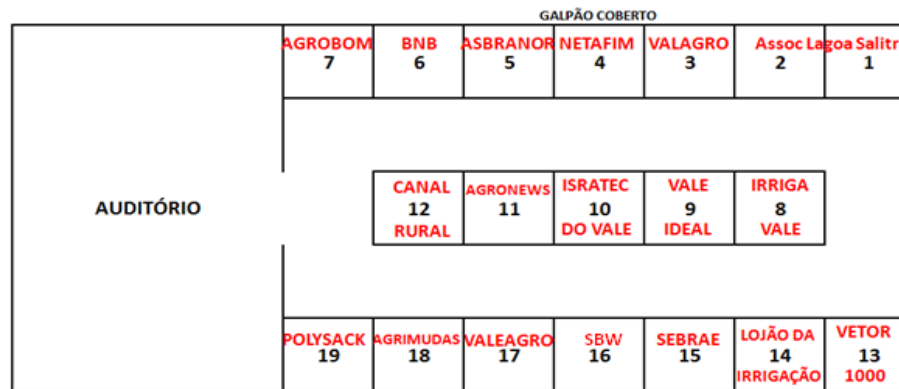 GALPÃO COBERTO
AGROBOM BNB ASBRANOR NETAFIM VALAGRO Assoc Lagoa Salitr
7 6 5 4 3 2 1
CANAL AGRONEWS ISRATEC VALE IRRIGA
AUDITÓRIO 12 11 10 9 8
RURAL DO VALE IDEAL VALE
POLYSACK AGRIMUDAS VALEAGRO SBW SEBRAE LOJÃO DA VETOR
19 18 17 16 15 14 13
IRRIGAÇÃO 1000